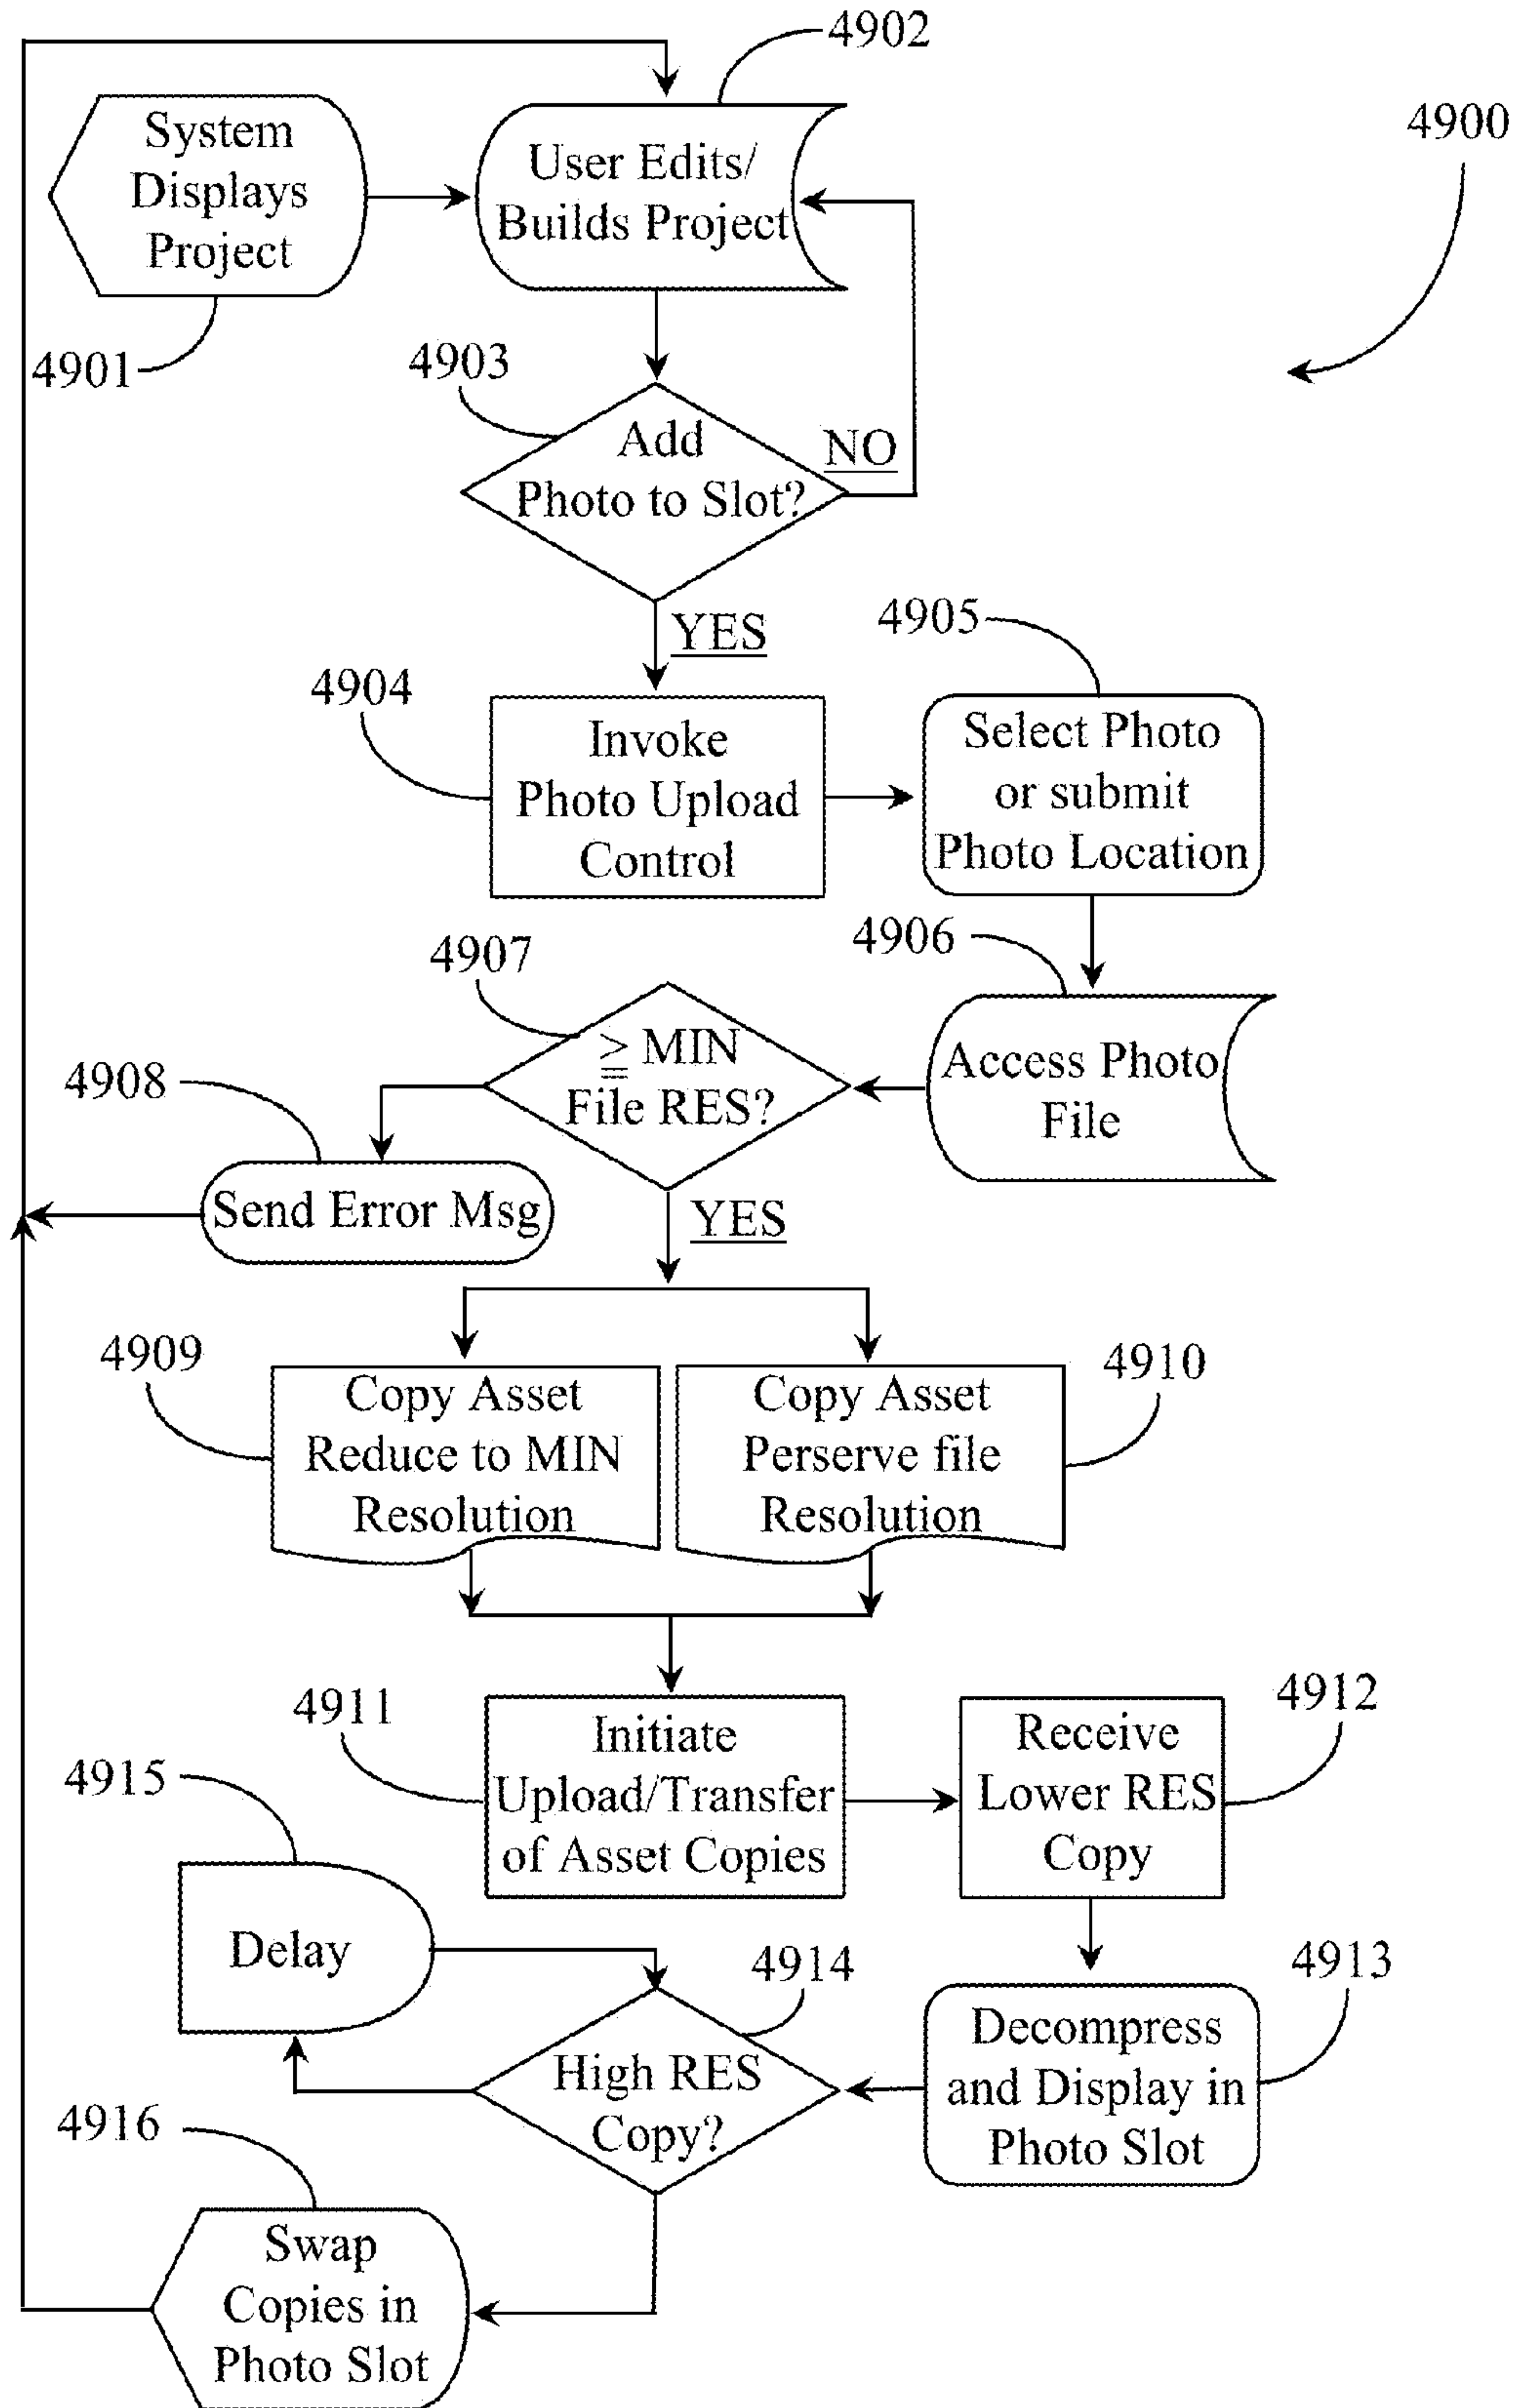 4902
4900
System
Displays
Project
User Edits/
Builds Project
4901
4903
Add
Photo to Slot?
NO
YES
4905
4904
Invoke
Photo Upload
Control
Select Photo
or submit
Photo Location
4906
4907
≧ MIN
File RES?
Access Photo
File
4908
Send Error Msg
YES
4909
4910
Copy Asset
Reduce to MIN
Resolution
Copy Asset
Perserve file
Resolution
4911
4912
Initiate
Upload/Transfer
of Asset Copies
Receive
Lower RES
Copy
4915
Delay
4914
4913
High RES
Copy?
Decompress
and Display in
Photo Slot
4916
Swap
Copies in
Photo Slot